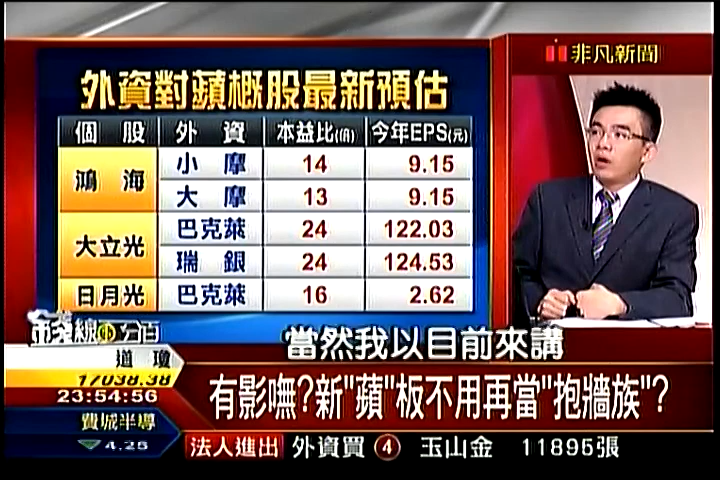 非凡新聞
外資對蘋概股最新預估
個股 外資 本益比(倍) 今年EPS(元)
鴻海 小摩 14 9.15
大摩 13 9.15
大立光 巴克萊 24 122.03
瑞銀 24 124.53
日月光 巴克萊 16 2.62
當然我以目前來講
道瓊
17038.38
有影嘸?新"蘋"板不用再當"抱牆族"?
23:54:56
費城半導
4.25
法人進出 外資買 4 玉山金 11895張